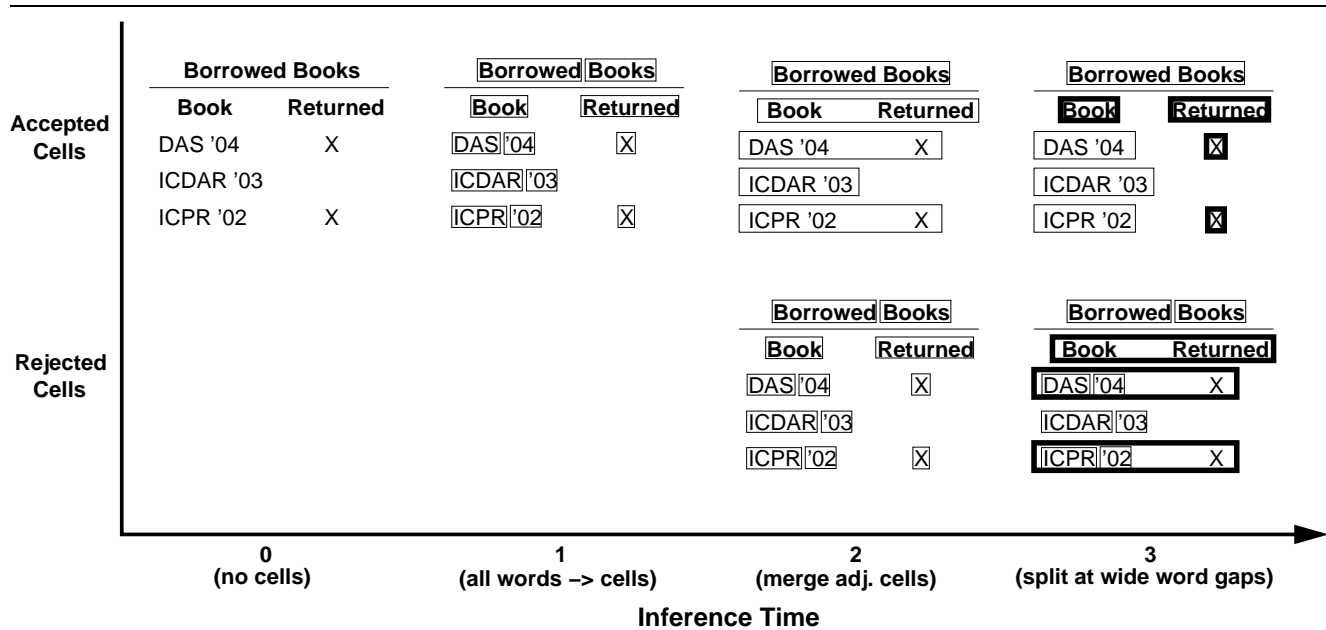 Borrowed Books Borrowed Books Borrowed Books Borrowed Books
Accepted Cells
Book Returned Book Returned Book Returned Book Returned
DAS '04 X DAS '04 X DAS '04 X DAS '04 X
ICDAR '03 ICDAR '03 ICDAR '03 ICDAR '03
ICPR '02 X ICPR '02 X ICPR '02 X ICPR '02 X
Borrowed Books Borrowed Books
Rejected Cells
Book Returned Book Returned
DAS '04 X DAS '04 X
ICDAR '03 ICDAR '03
ICPR '02 X ICPR '02 X
0 1 2 3
(no cells) (all words –> cells) (merge adj. cells) (split at wide word gaps)
Inference Time